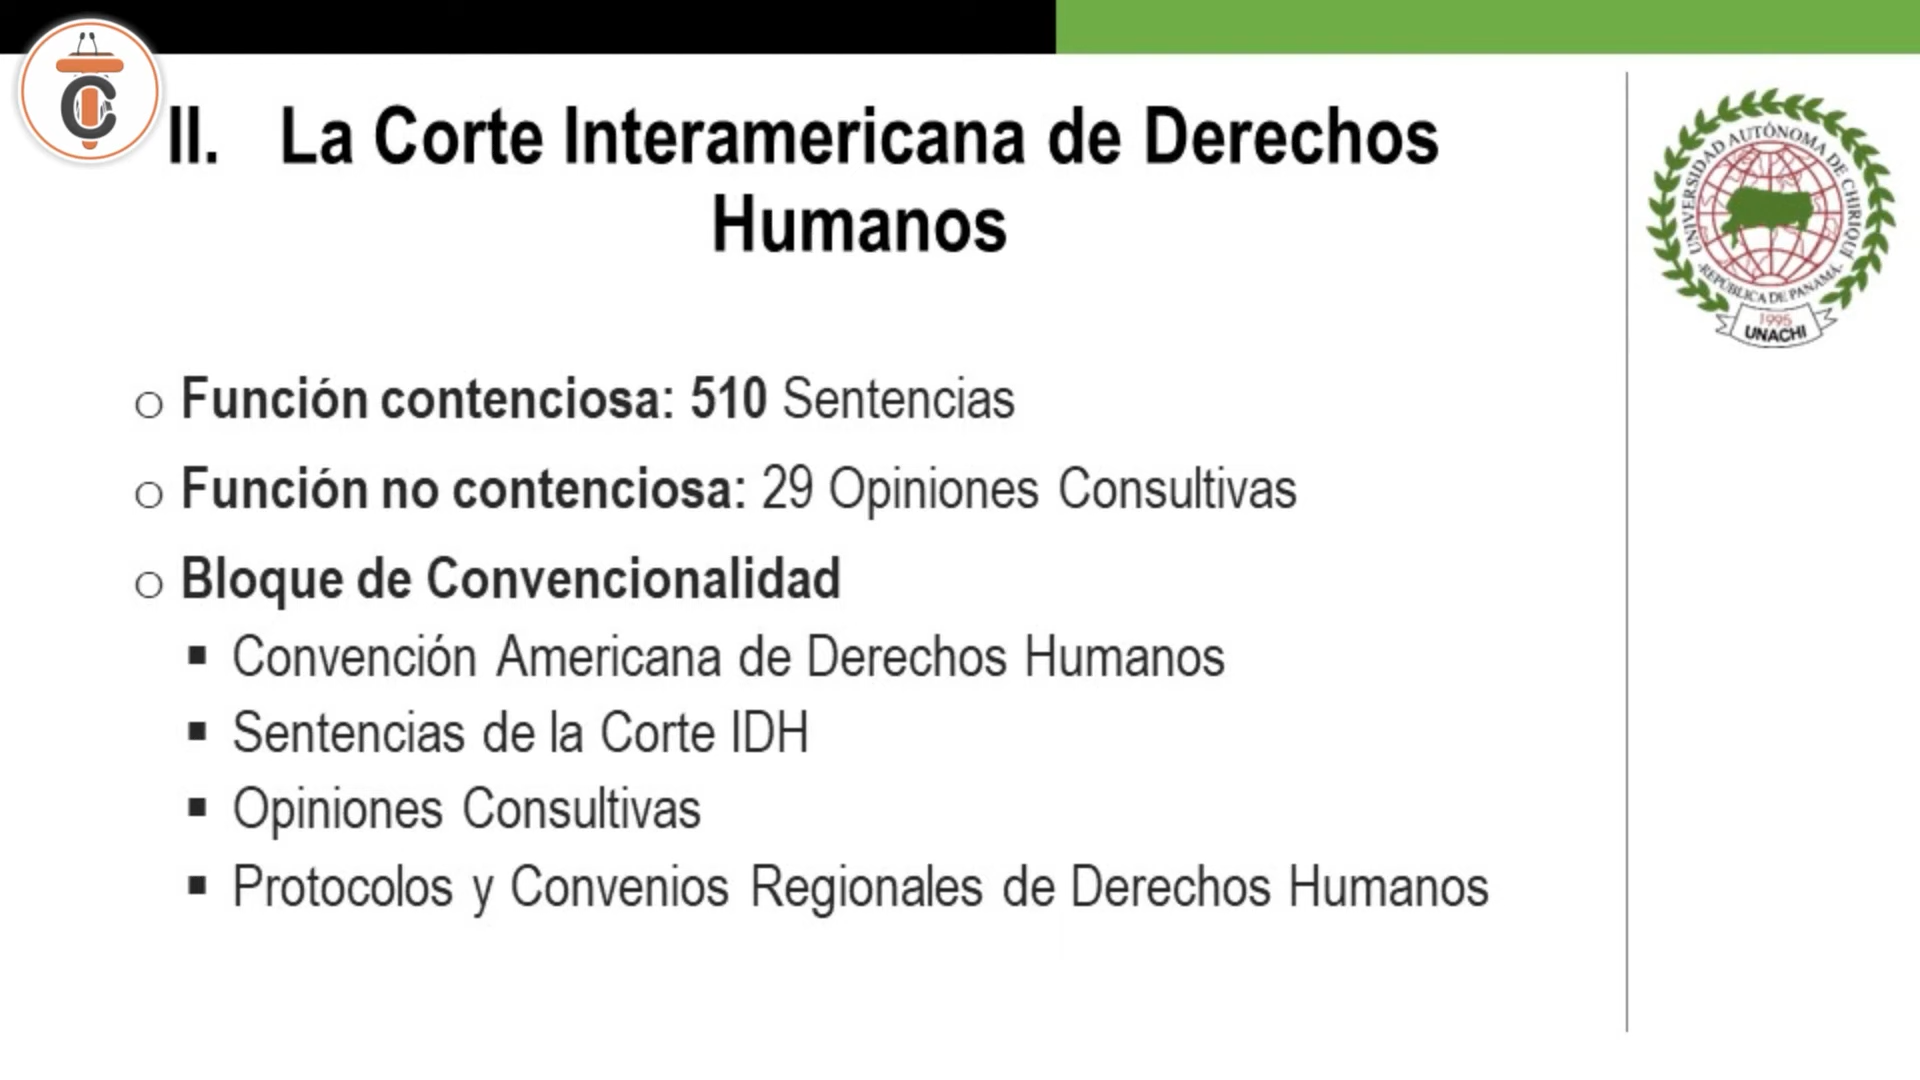 II. La Corte Interamericana de Derechos
Humanos
UNIVERSIDAD AUTÓNOMA DE CHIRIQUÍ
REPÚBLICA DE PANAMÁ
1995
UNACHI
o Función contenciosa: 510 Sentencias
o Función no contenciosa: 29 Opiniones Consultivas
o Bloque de Convencionalidad
▪ Convención Americana de Derechos Humanos
▪ Sentencias de la Corte IDH
▪ Opiniones Consultivas
▪ Protocolos y Convenios Regionales de Derechos Humanos